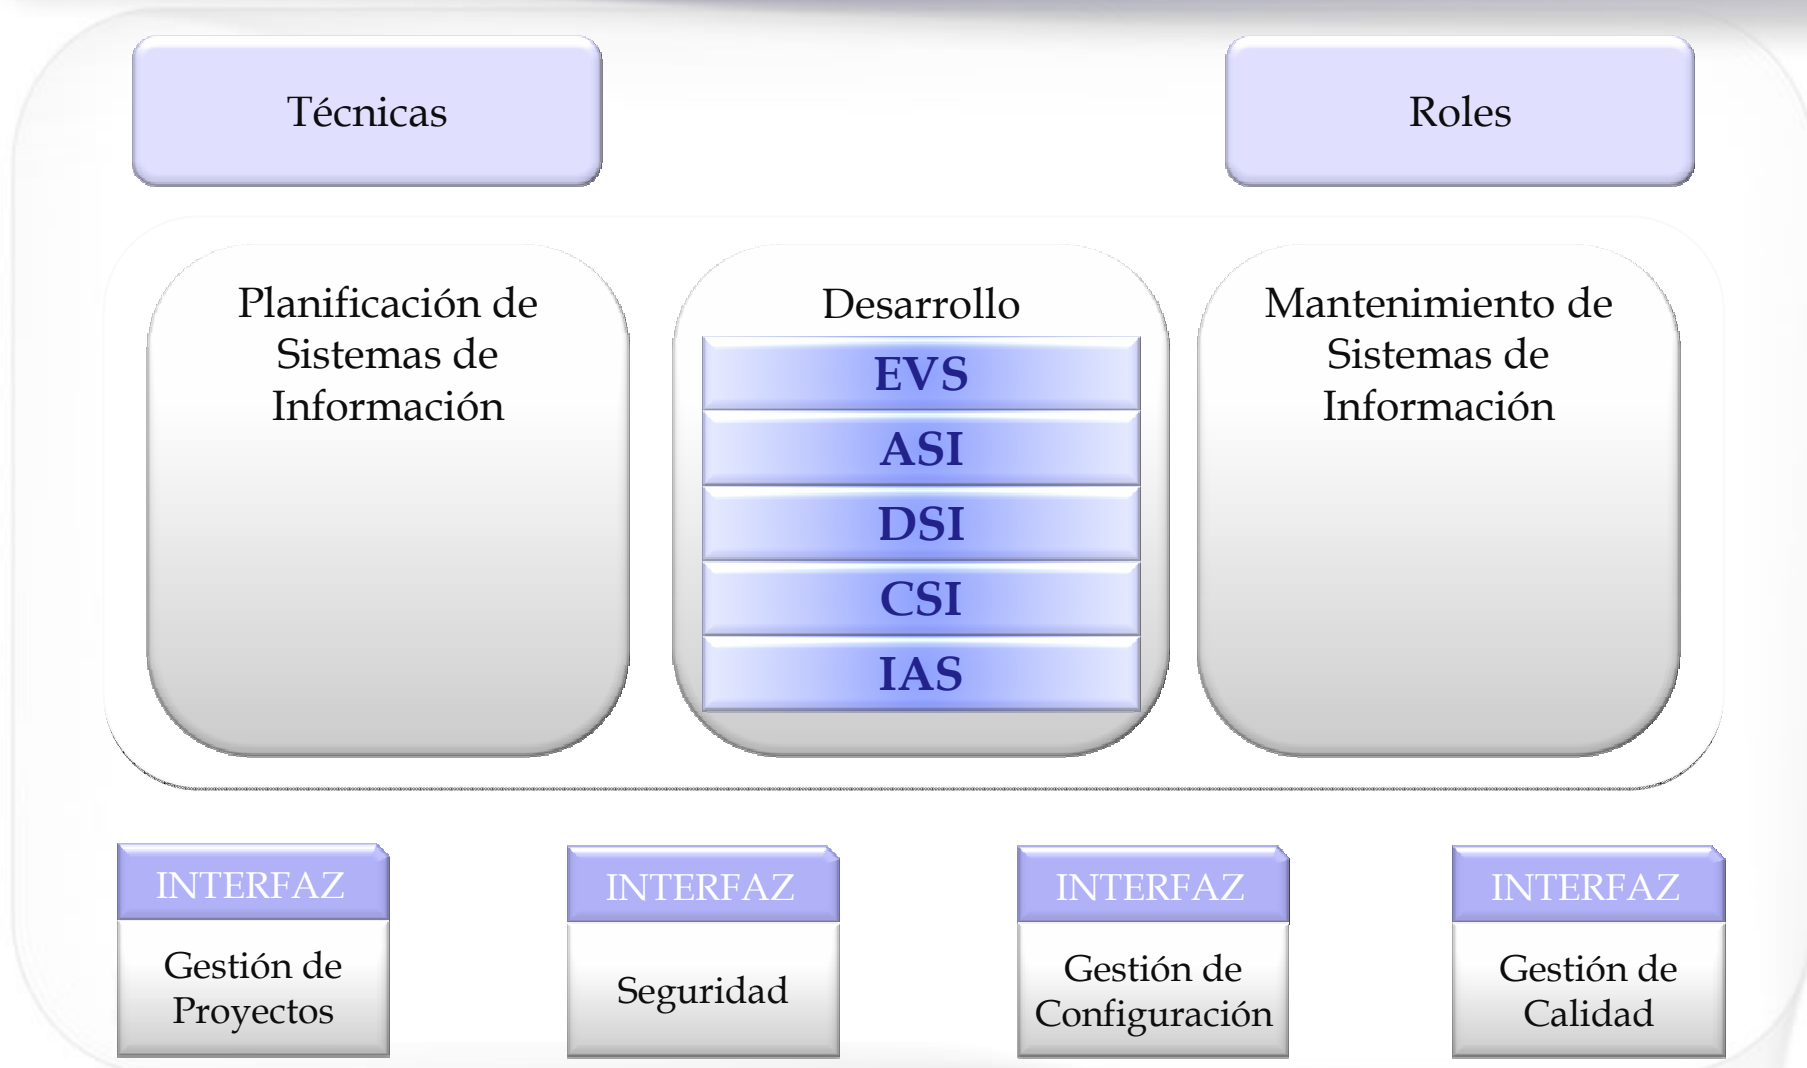 Técnicas
Roles
Planificación de
Sistemas de
Información
Desarrollo
EVS
ASI
DSI
CSI
IAS
Mantenimiento de
Sistemas de
Información
INTERFAZ
Gestión de
Proyectos
INTERFAZ
Seguridad
INTERFAZ
Gestión de
Configuración
INTERFAZ
Gestión de
Calidad